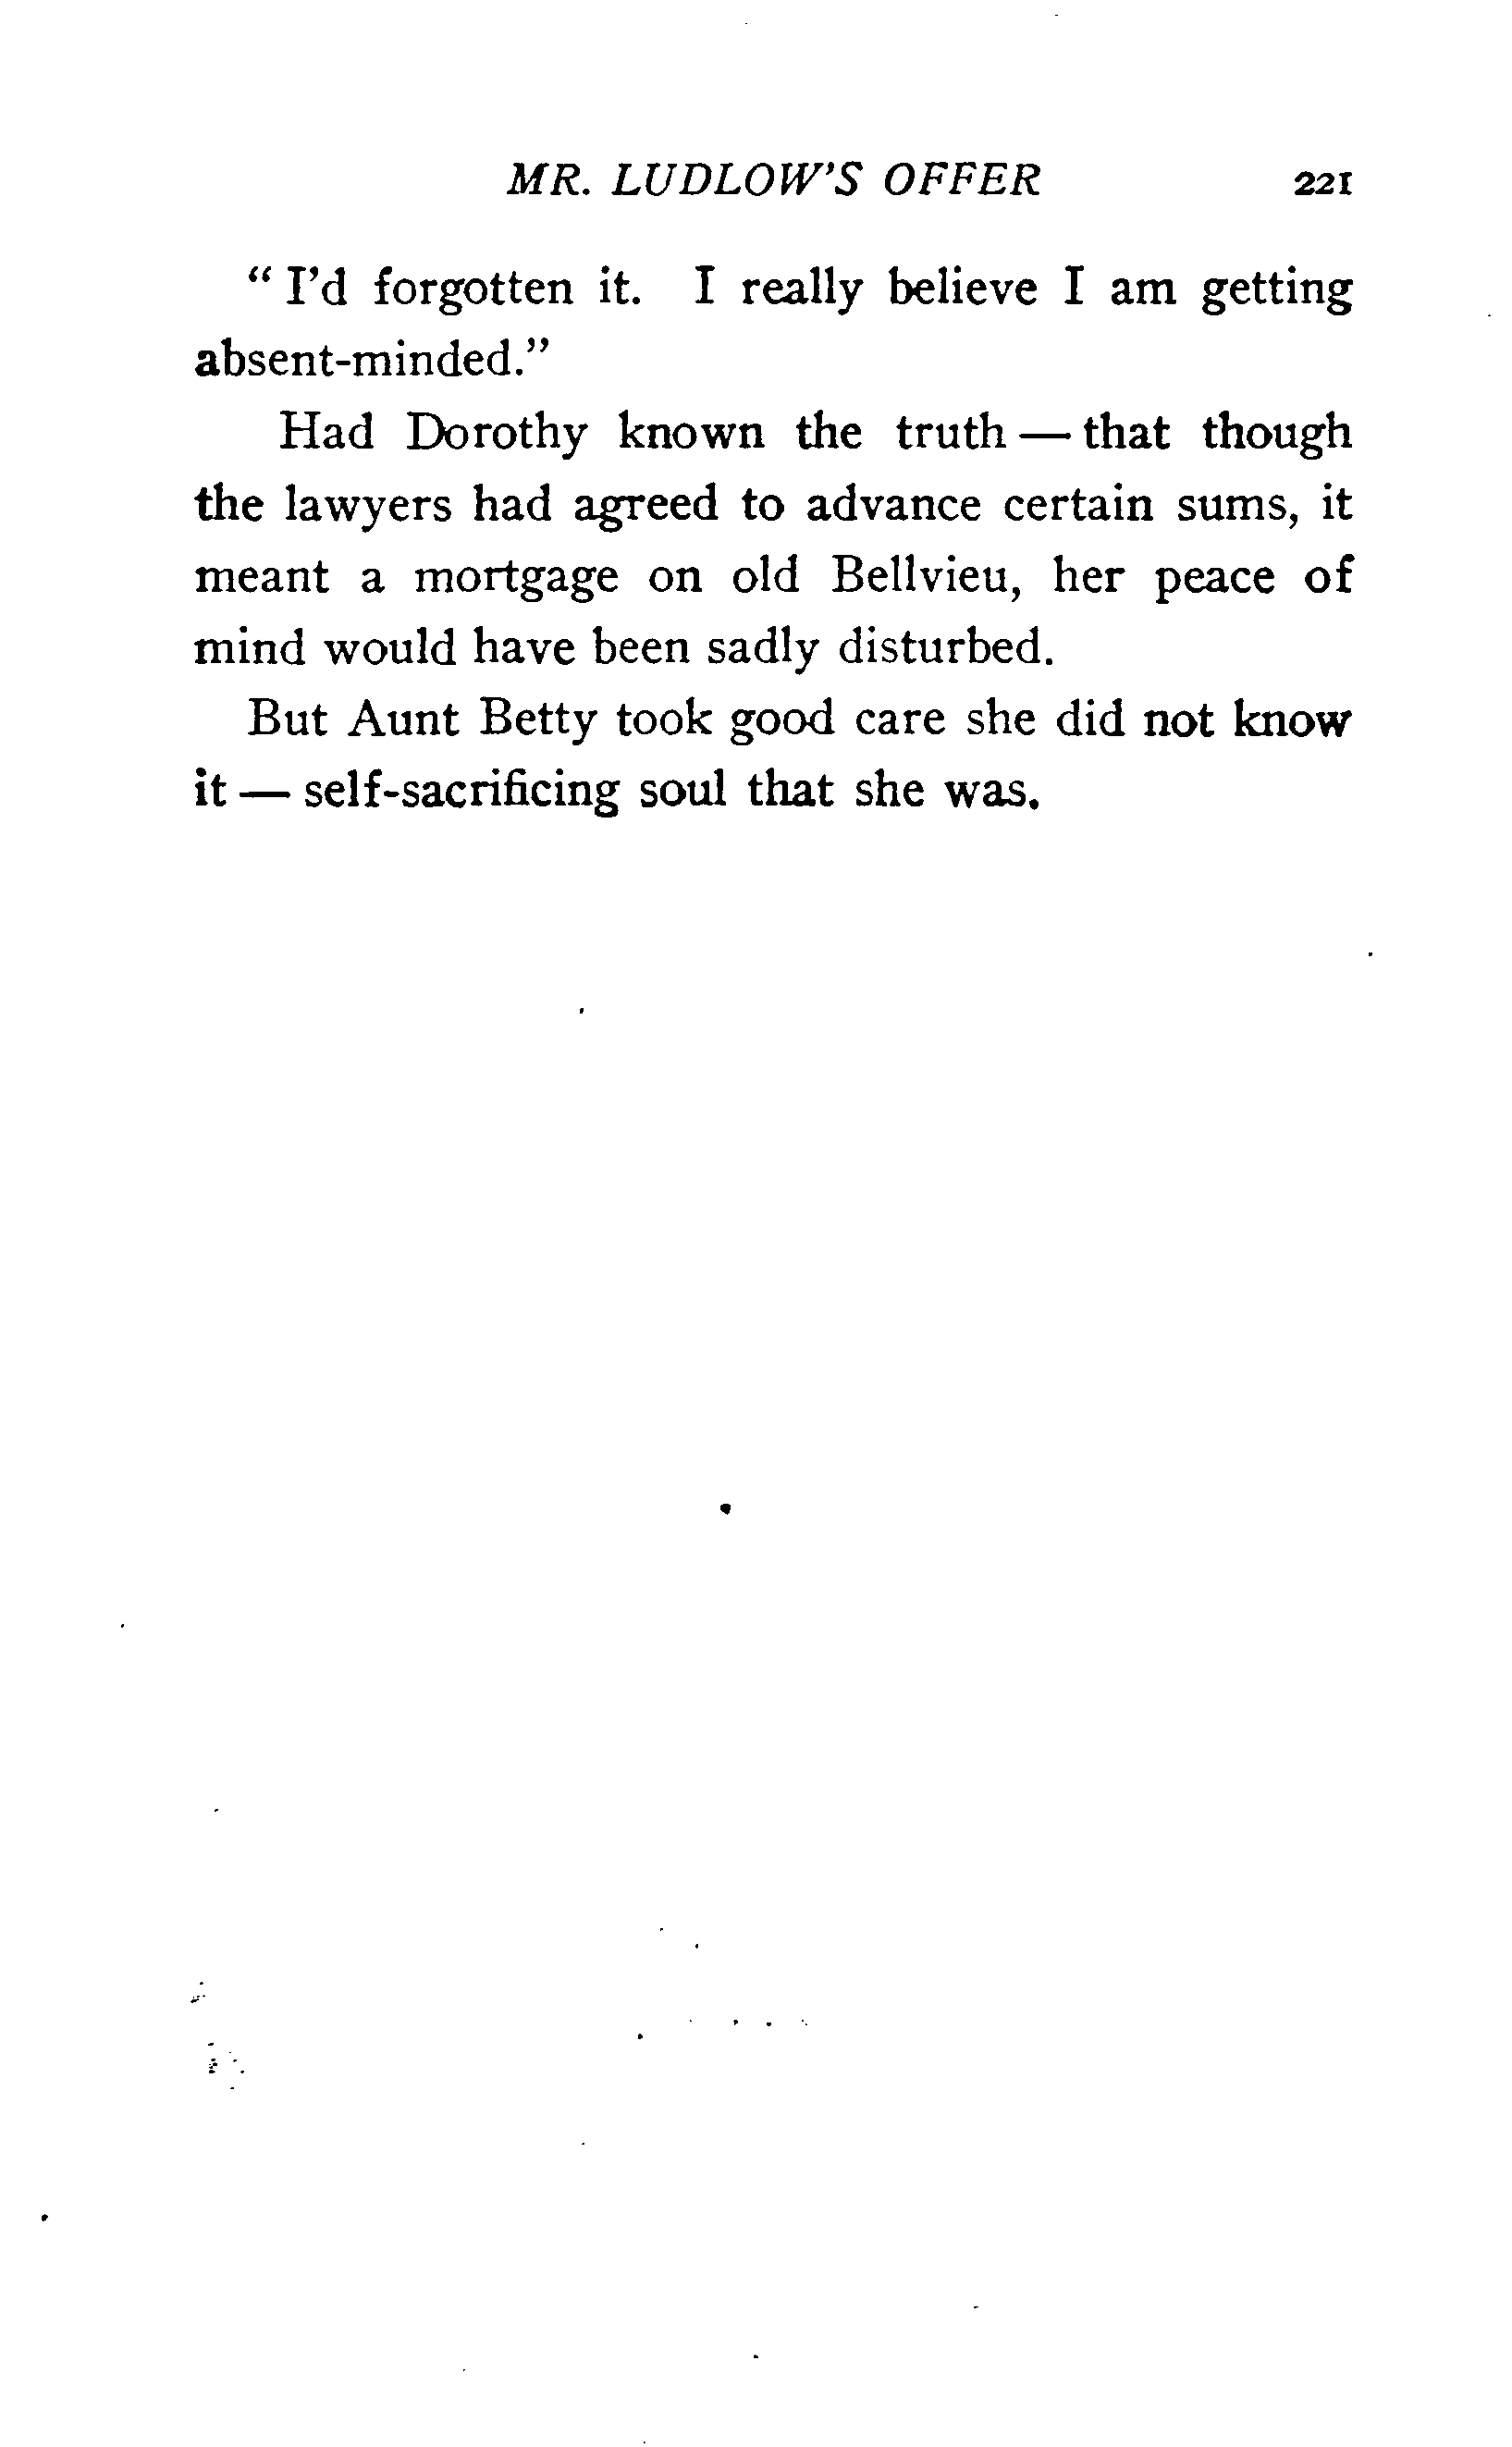 MR. LUDLOW'S OFFER 221
" I'd forgotten it. I really believe I am getting
absent-minded."
Had Dorothy known the truth — that though
the lawyers had agreed to advance certain sums, it
meant a mortgage on old Bellvieu, her peace of
mind would have been sadly disturbed.
But Aunt Betty took good care she did not know
it — self-sacrificing soul that she was.